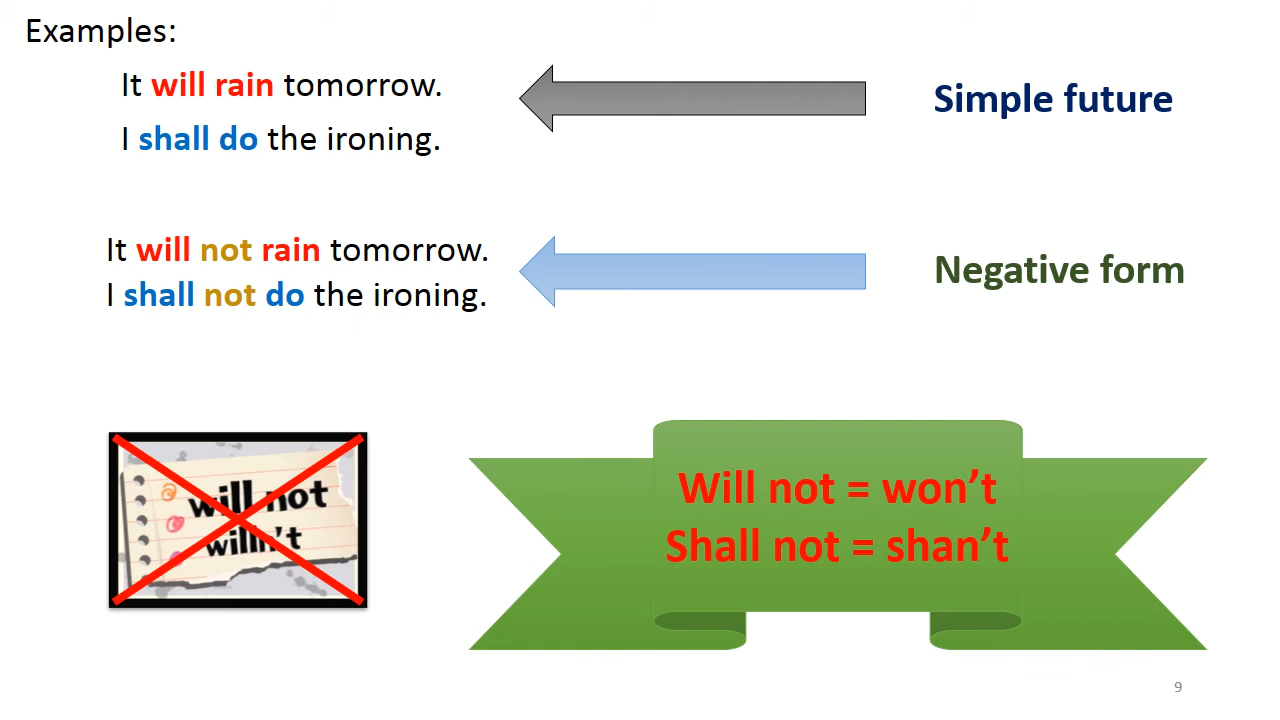 Examples:
It will rain tomorrow.
I shall do the ironing.
Simple future
It will not rain tomorrow.
I shall not do the ironing.
Negative form
will not
willn't
Will not = won’t
Shall not = shan’t
9